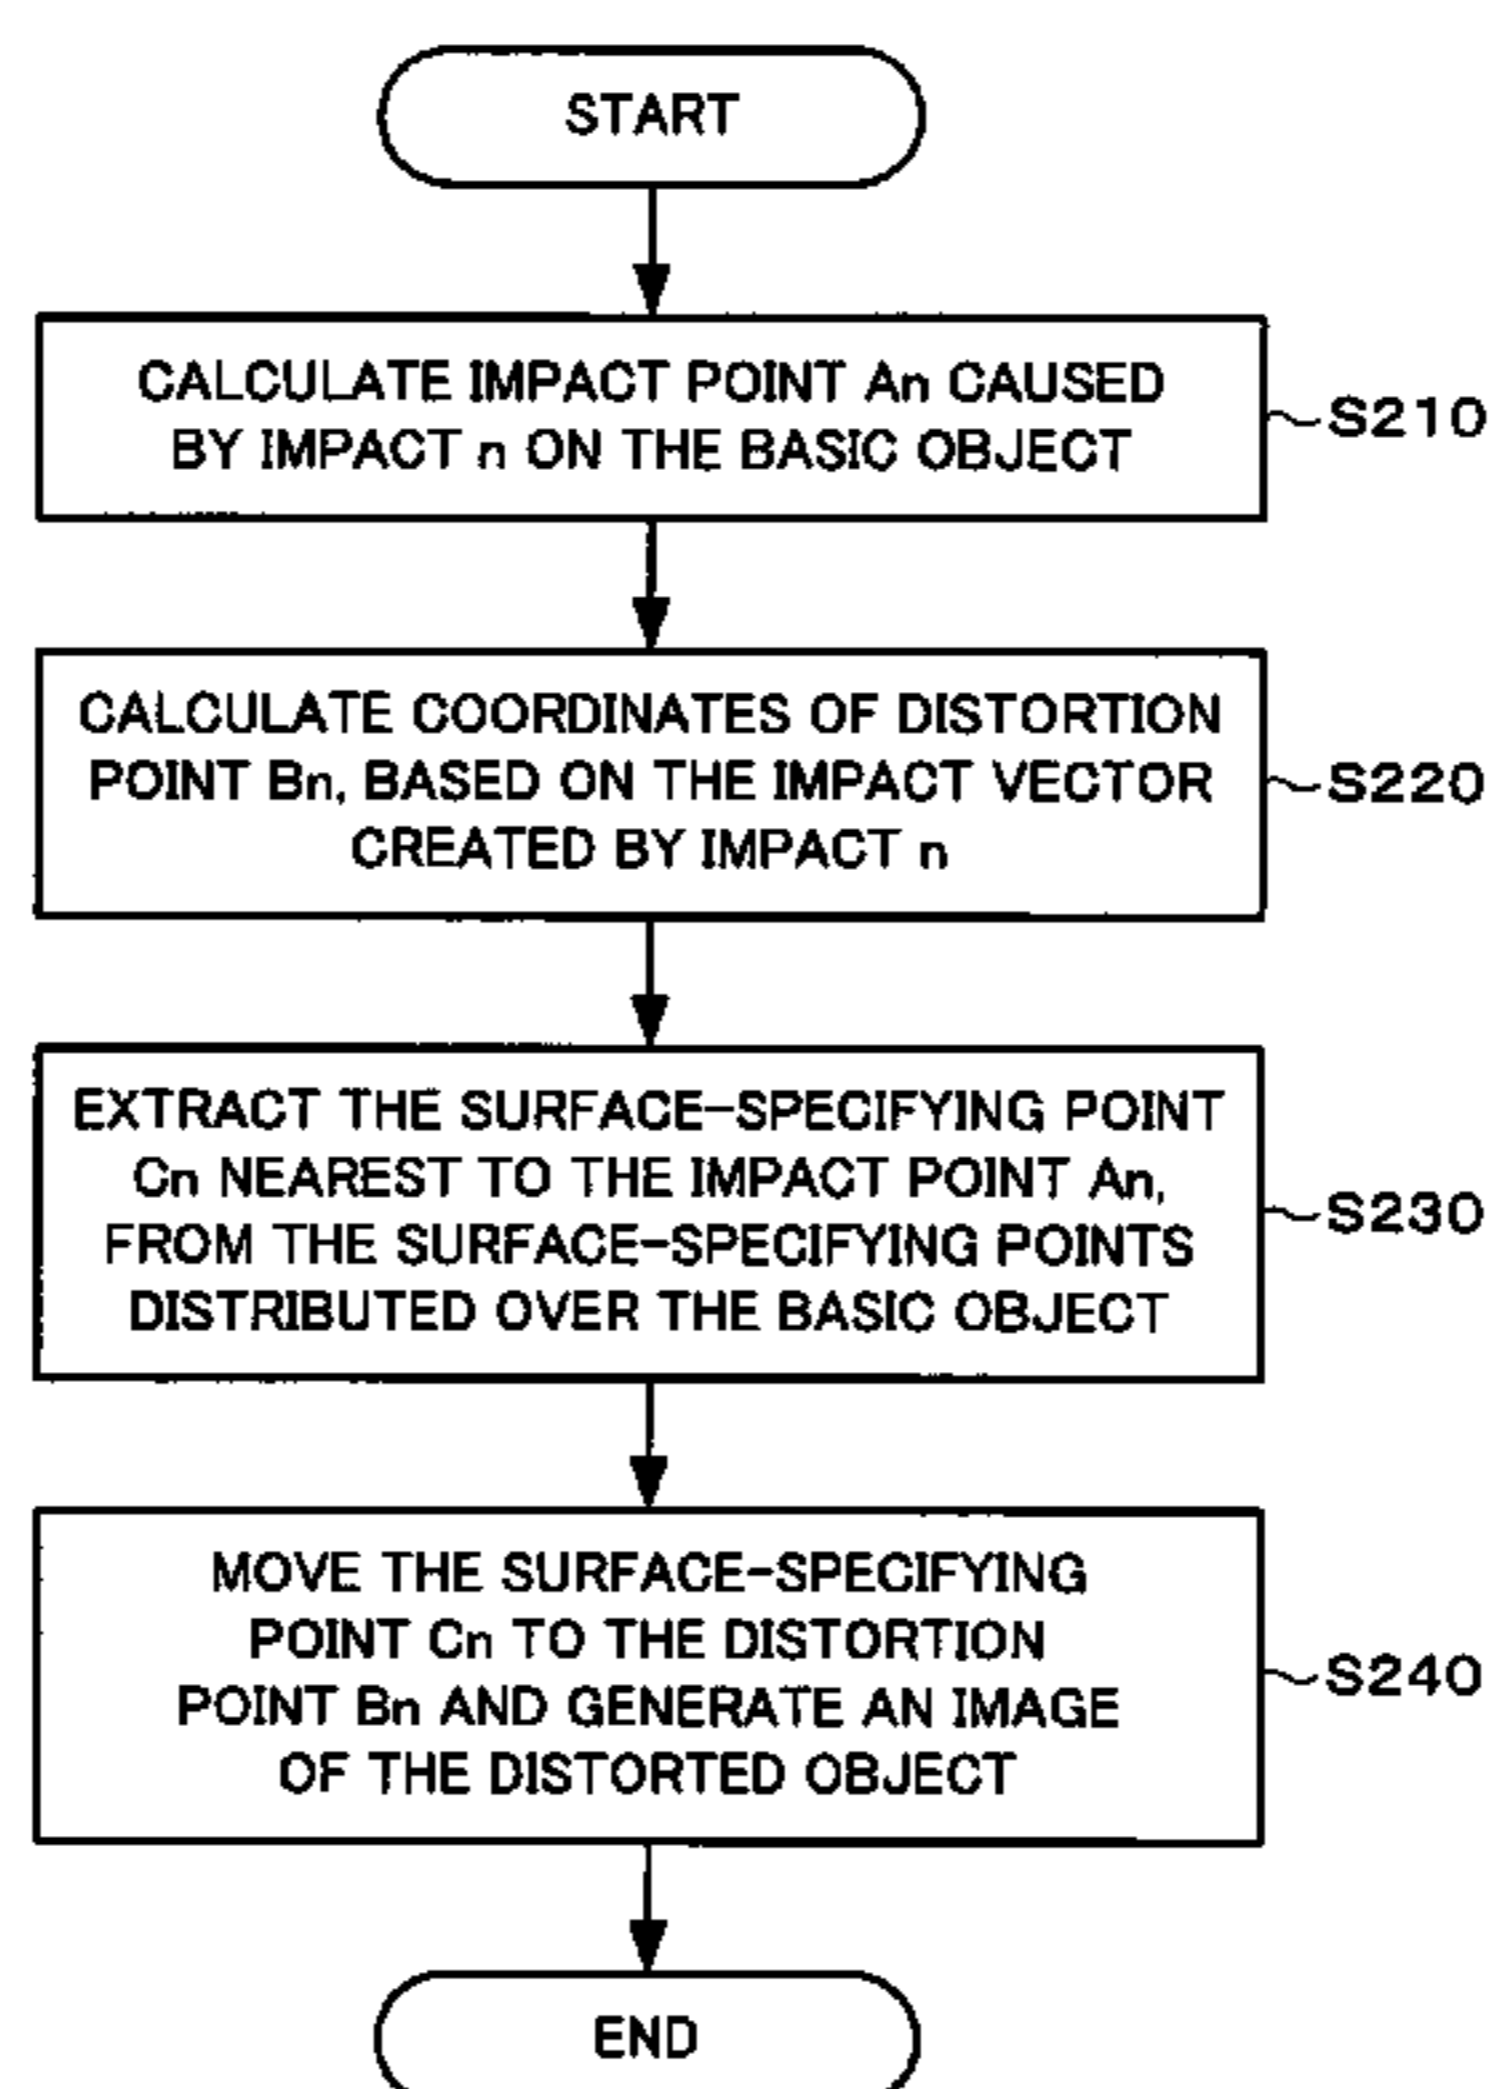 START
CALCULATE IMPACT POINT An CAUSED
BY IMPACT n ON THE BASIC OBJECT
S210
CALCULATE COORDINATES OF DISTORTION
POINT Bn, BASED ON THE IMPACT VECTOR
CREATED BY IMPACT n
S220
EXTRACT THE SURFACE-SPECIFYING POINT
Cn NEAREST TO THE IMPACT POINT An,
FROM THE SURFACE-SPECIFYING POINTS
DISTRIBUTED OVER THE BASIC OBJECT
S230
MOVE THE SURFACE-SPECIFYING
POINT Cn TO THE DISTORTION
POINT Bn AND GENERATE AN IMAGE
OF THE DISTORTED OBJECT
S240
END